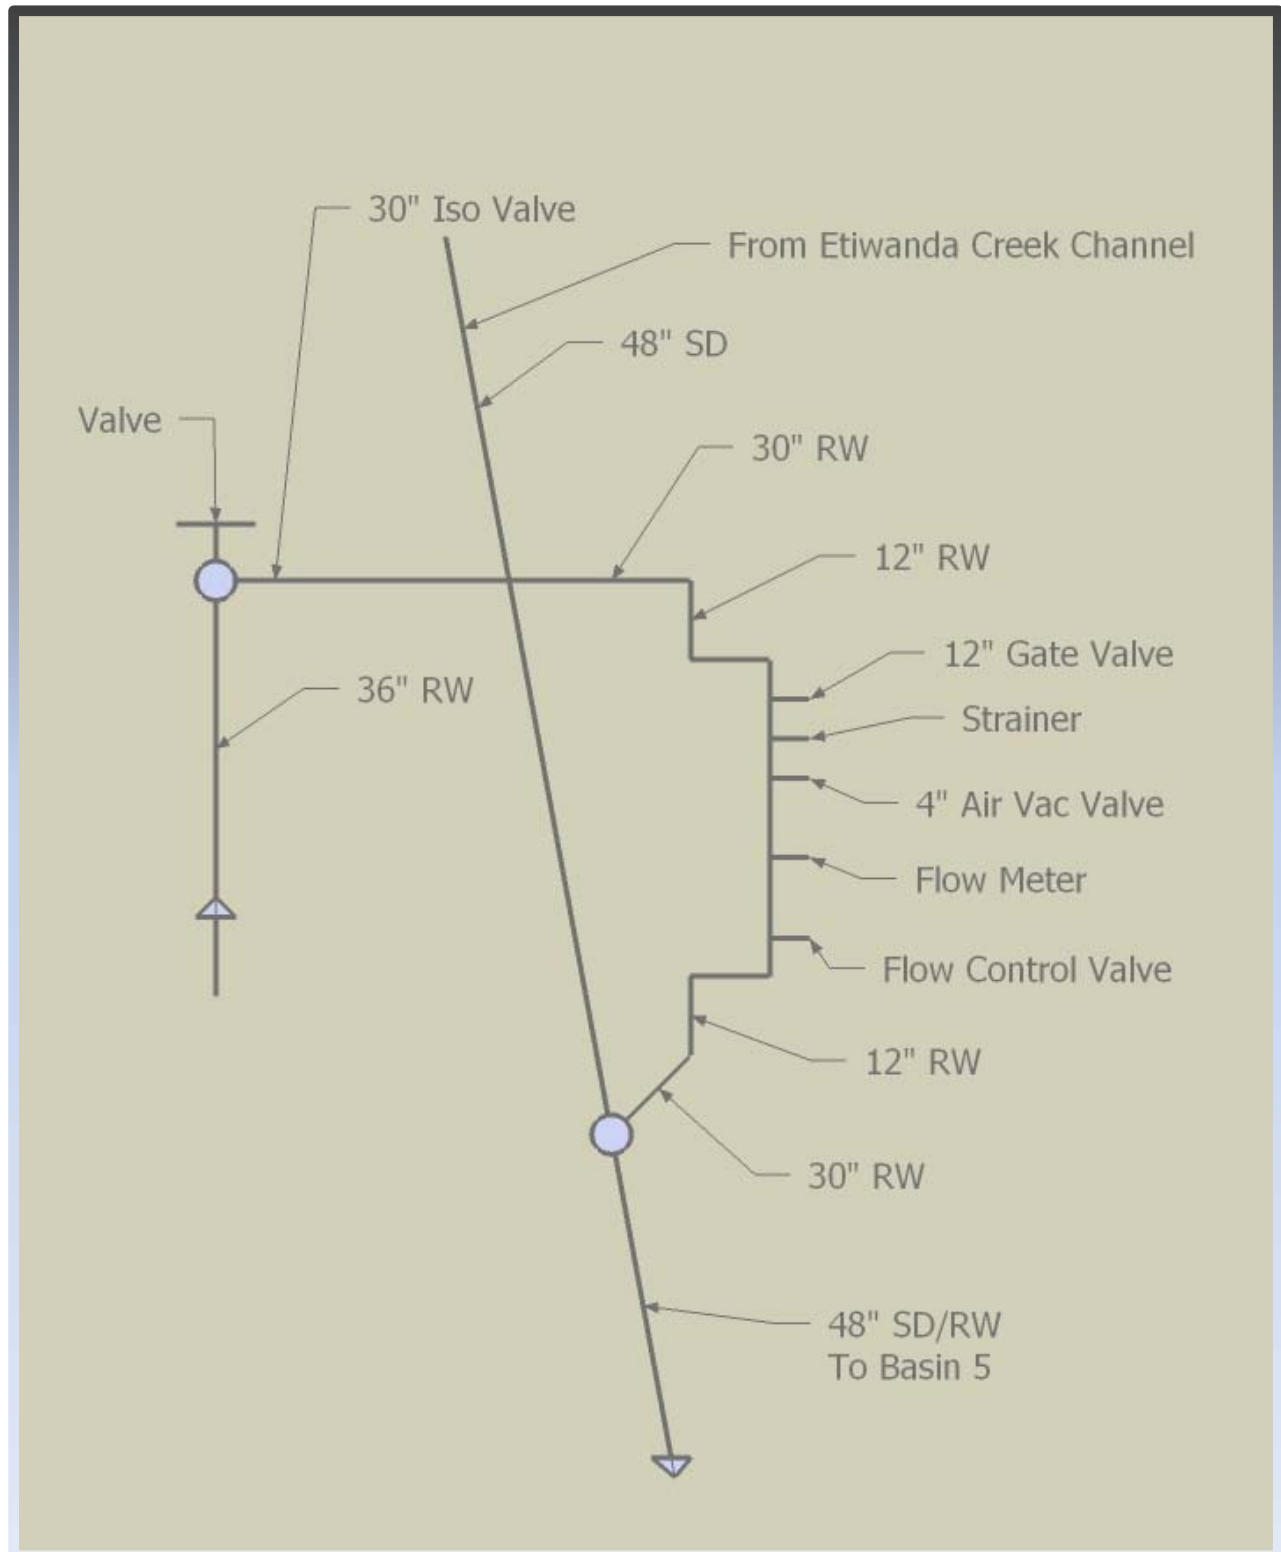 30" Iso Valve
From Etiwanda Creek Channel
48" SD
Valve
30" RW
12" RW
12" Gate Valve
36" RW
Strainer
4" Air Vac Valve
Flow Meter
Flow Control Valve
12" RW
30" RW
48" SD/RW
To Basin 5